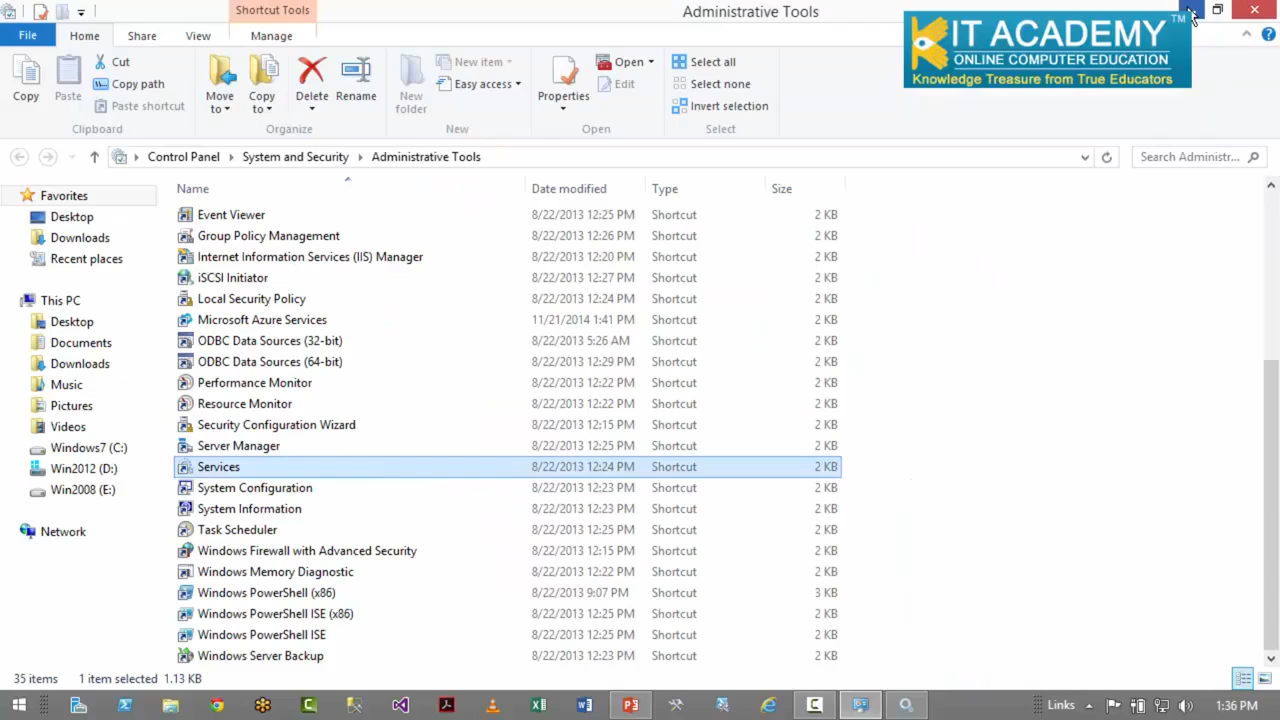 Shortcut Tools
Administrative Tools
File
Home
Share
View
Manage
KIT ACADEMY TM
ONLINE COMPUTER EDUCATION
Knowledge Treasure from True Educators
Copy
Paste
Cut
Copy path
Paste shortcut
Clipboard
Move to
Copy to
Delete
Rename
Organize
New folder
New item
Easy access
New
Properties
Open
Edit
Open
Select all
Select none
Invert selection
Select
Control Panel
System and Security
Administrative Tools
Search Administr...
Favorites
Desktop
Downloads
Recent places
This PC
Desktop
Documents
Downloads
Music
Pictures
Videos
Windows7 (C:)
Win2012 (D:)
Win2008 (E:)
Network
Name Date modified Type Size
Event Viewer 8/22/2013 12:25 PM Shortcut 2 KB
Group Policy Management 8/22/2013 12:26 PM Shortcut 2 KB
Internet Information Services (IIS) Manager 8/22/2013 12:20 PM Shortcut 2 KB
iSCSI Initiator 8/22/2013 12:27 PM Shortcut 2 KB
Local Security Policy 8/22/2013 12:24 PM Shortcut 2 KB
Microsoft Azure Services 11/21/2014 1:41 PM Shortcut 2 KB
ODBC Data Sources (32-bit) 8/22/2013 5:26 AM Shortcut 2 KB
ODBC Data Sources (64-bit) 8/22/2013 12:29 PM Shortcut 2 KB
Performance Monitor 8/22/2013 12:22 PM Shortcut 2 KB
Resource Monitor 8/22/2013 12:22 PM Shortcut 2 KB
Security Configuration Wizard 8/22/2013 12:15 PM Shortcut 2 KB
Server Manager 8/22/2013 12:25 PM Shortcut 2 KB
Services 8/22/2013 12:24 PM Shortcut 2 KB
System Configuration 8/22/2013 12:23 PM Shortcut 2 KB
System Information 8/22/2013 12:23 PM Shortcut 2 KB
Task Scheduler 8/22/2013 12:25 PM Shortcut 2 KB
Windows Firewall with Advanced Security 8/22/2013 12:15 PM Shortcut 2 KB
Windows Memory Diagnostic 8/22/2013 12:22 PM Shortcut 2 KB
Windows PowerShell (x86) 8/22/2013 9:07 PM Shortcut 3 KB
Windows PowerShell ISE (x86) 8/22/2013 12:25 PM Shortcut 2 KB
Windows PowerShell ISE 8/22/2013 12:25 PM Shortcut 2 KB
Windows Server Backup 8/22/2013 12:23 PM Shortcut 2 KB
35 items 1 item selected 1.13 KB
Links
1:36 PM